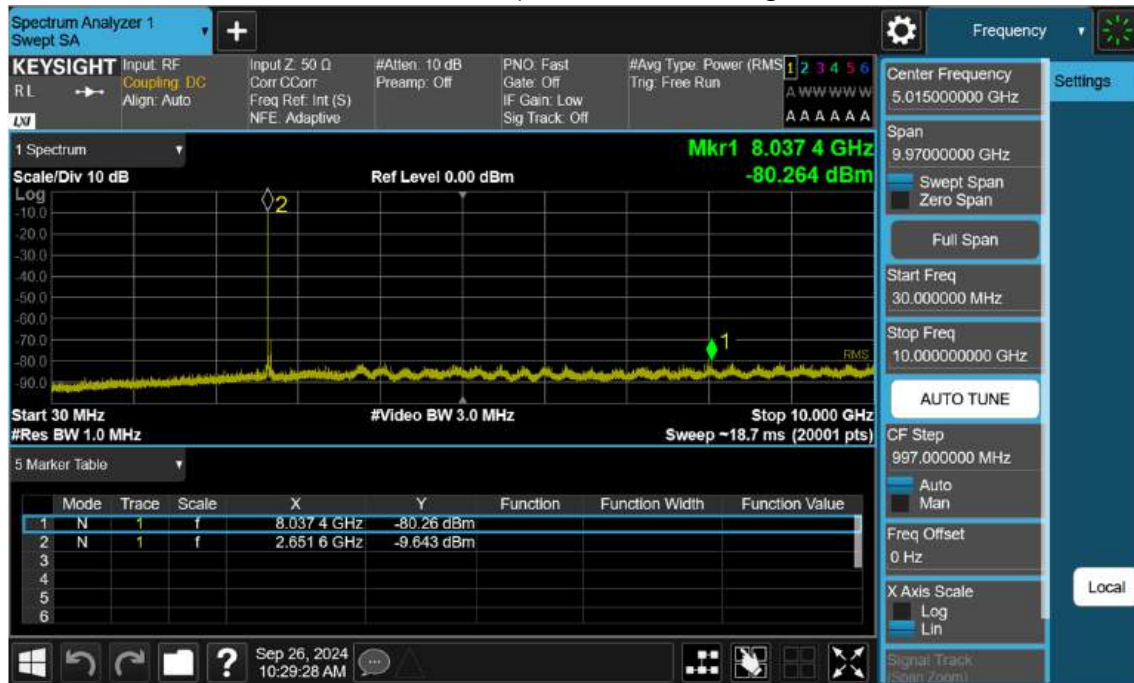 Spectrum Analyzer 1
Swept SA
Frequency
KEYSIGHT
RL
LXI
Input: RF
Coupling: DC
Align: Auto
Input Z: 50 Ω
Corr CCorr
Freq Ref: Int (S)
NFE: Adaptive
#Atten: 10 dB
Preamp: Off
PNO: Fast
Gate: Off
IF Gain: Low
Sig Track: Off
#Avg Type: Power (RMS
Trig: Free Run
1 2 3 4 5 6
A W W W W W
A A A A A A
1 Spectrum
Scale/Div 10 dB
Ref Level 0.00 dBm
Mkr1 8.037 4 GHz
-80.264 dBm
Log
-10.0
-20.0
-30.0
-40.0
-50.0
-60.0
-70.0
-80.0
-90.0
2
1
RMS
Start 30 MHz
#Video BW 3.0 MHz
Stop 10.000 GHz
#Res BW 1.0 MHz
Sweep ~18.7 ms (20001 pts)
5 Marker Table
Mode Trace Scale X Y Function Function Width Function Value
1 N 1 f 8.037 4 GHz -80.26 dBm
2 N 1 f 2.651 6 GHz -9.643 dBm
3
4
5
6
Center Frequency
5.015000000 GHz
Span
9.97000000 GHz
Swept Span
Zero Span
Full Span
Start Freq
30.000000 MHz
Stop Freq
10.000000000 GHz
AUTO TUNE
CF Step
997.000000 MHz
Auto
Man
Freq Offset
0 Hz
X Axis Scale
Log
Lin
Signal Track
(Span Zoom)
Settings
Local
?
Sep 26, 2024
10:29:28 AM